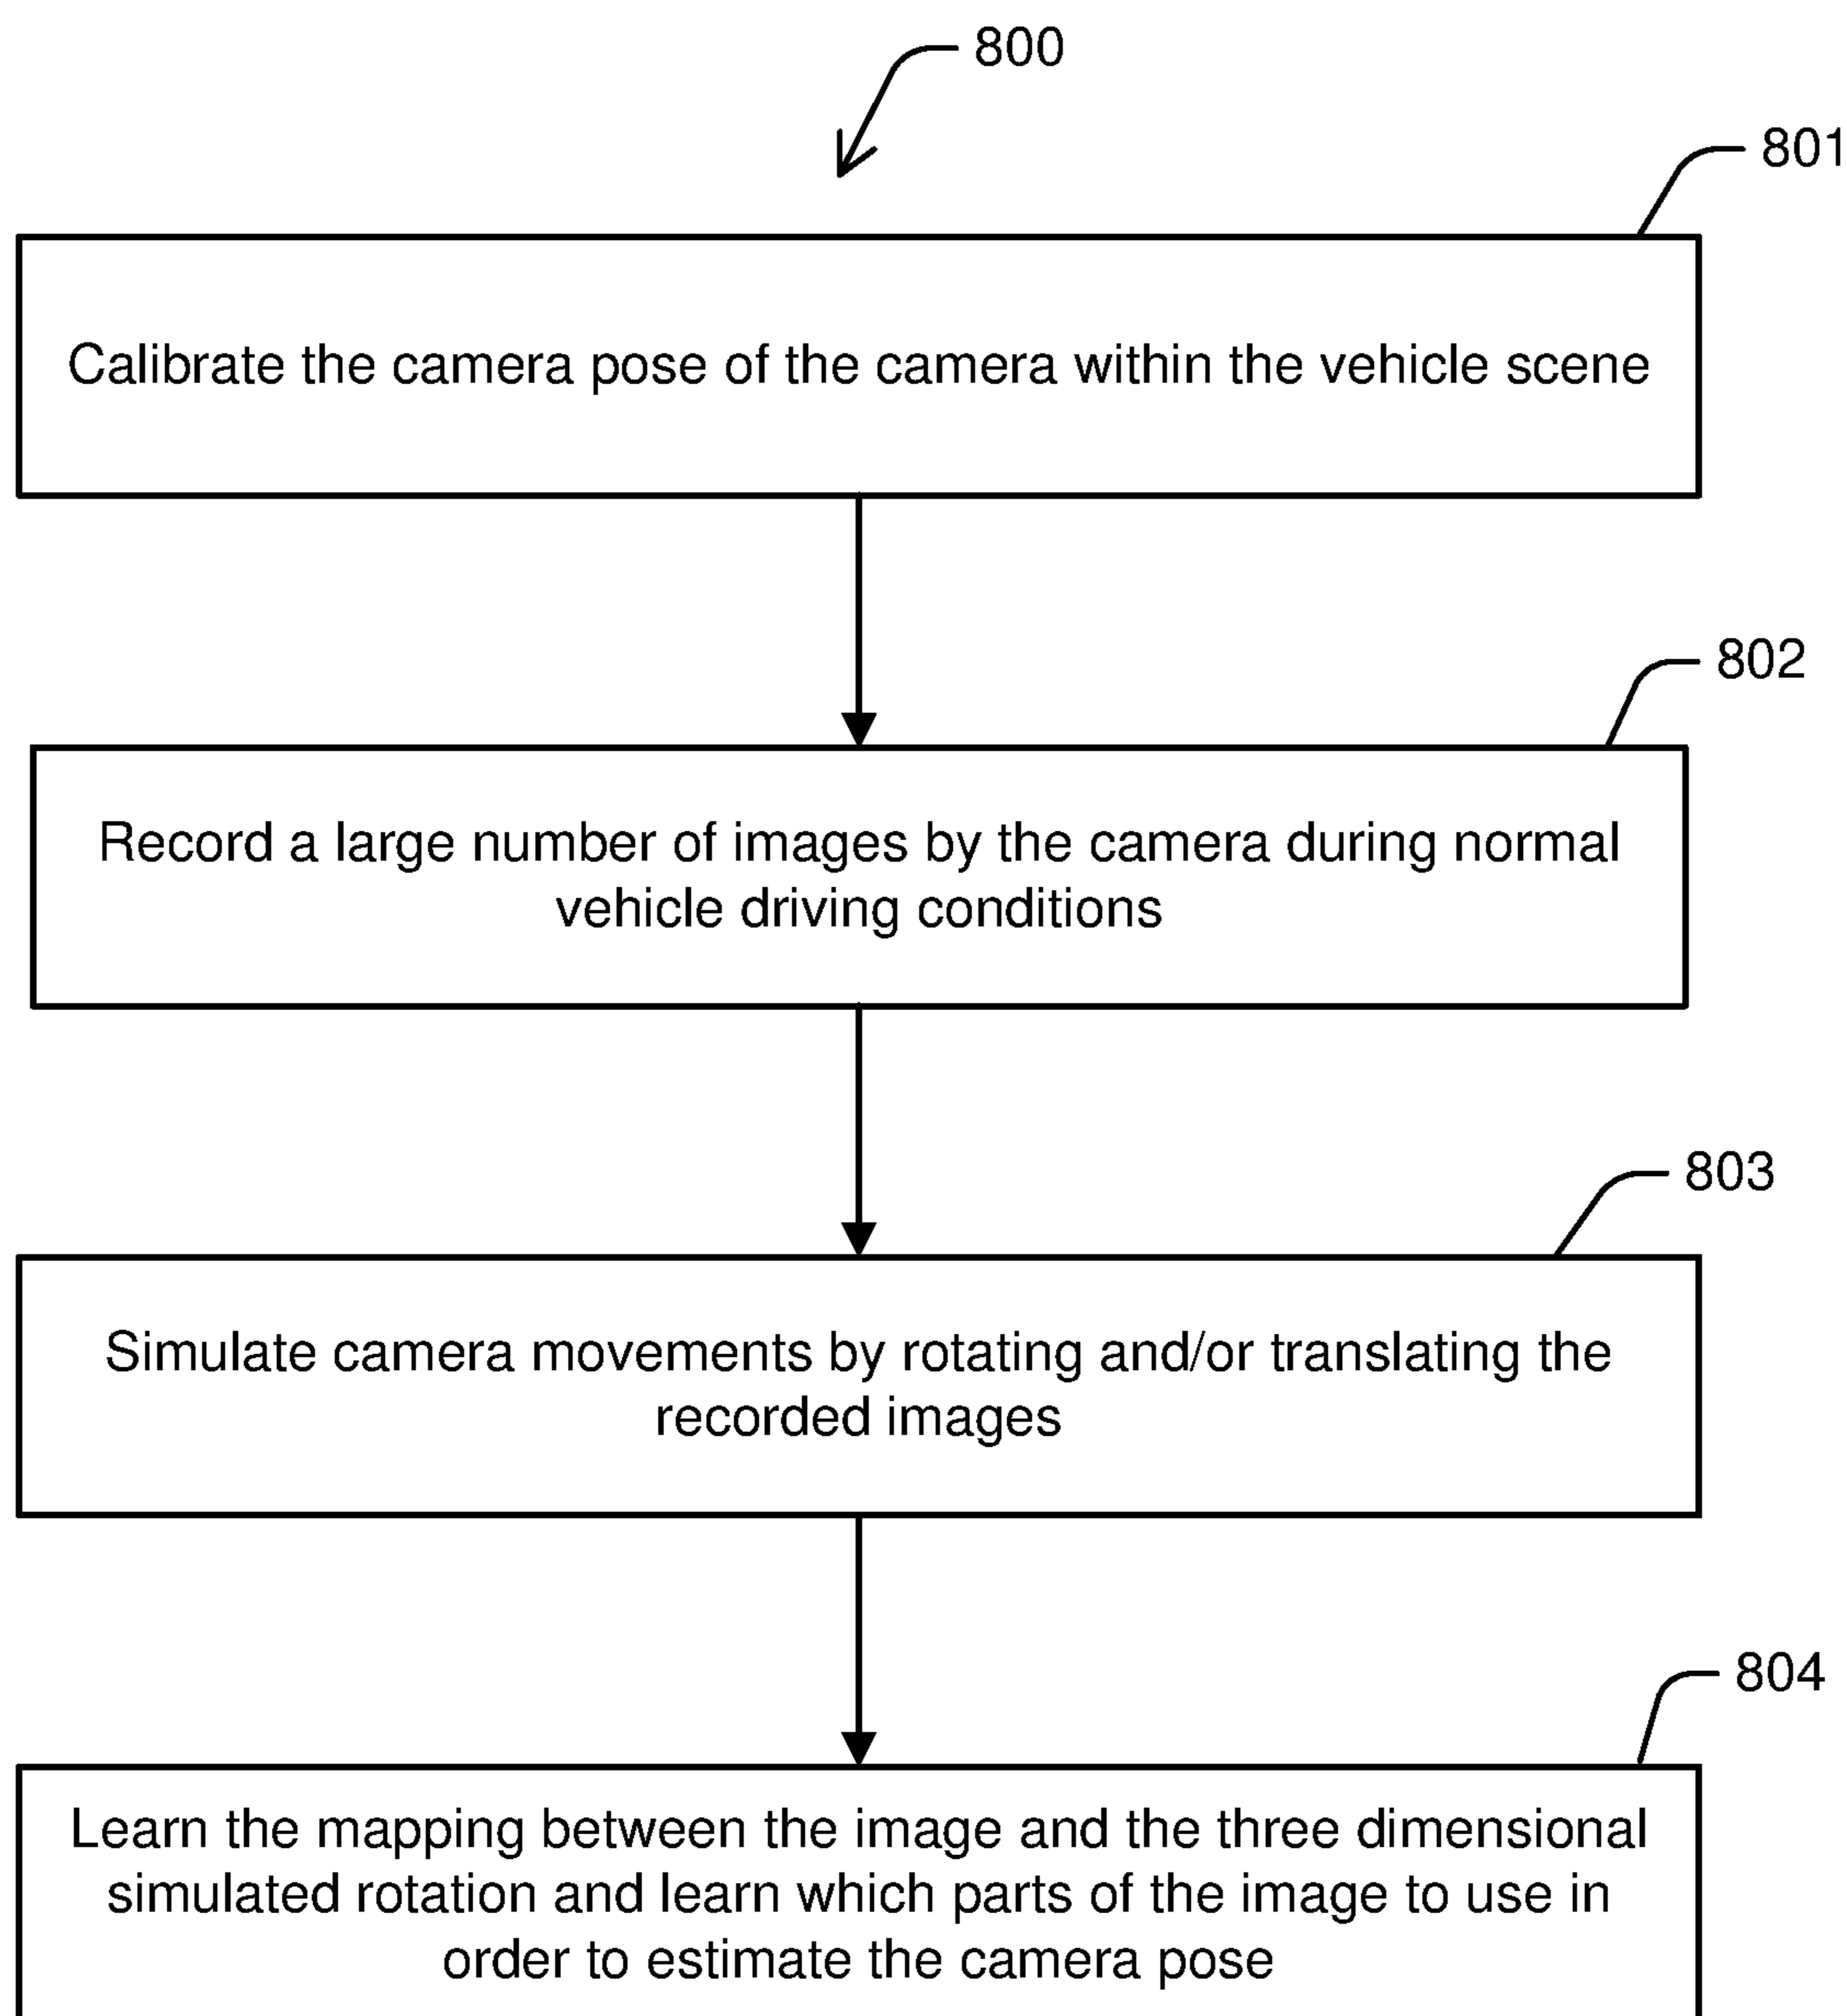 800
801
Calibrate the camera pose of the camera within the vehicle scene
802
Record a large number of images by the camera during normal
vehicle driving conditions
803
Simulate camera movements by rotating and/or translating the
recorded images
804
Learn the mapping between the image and the three dimensional
simulated rotation and learn which parts of the image to use in
order to estimate the camera pose